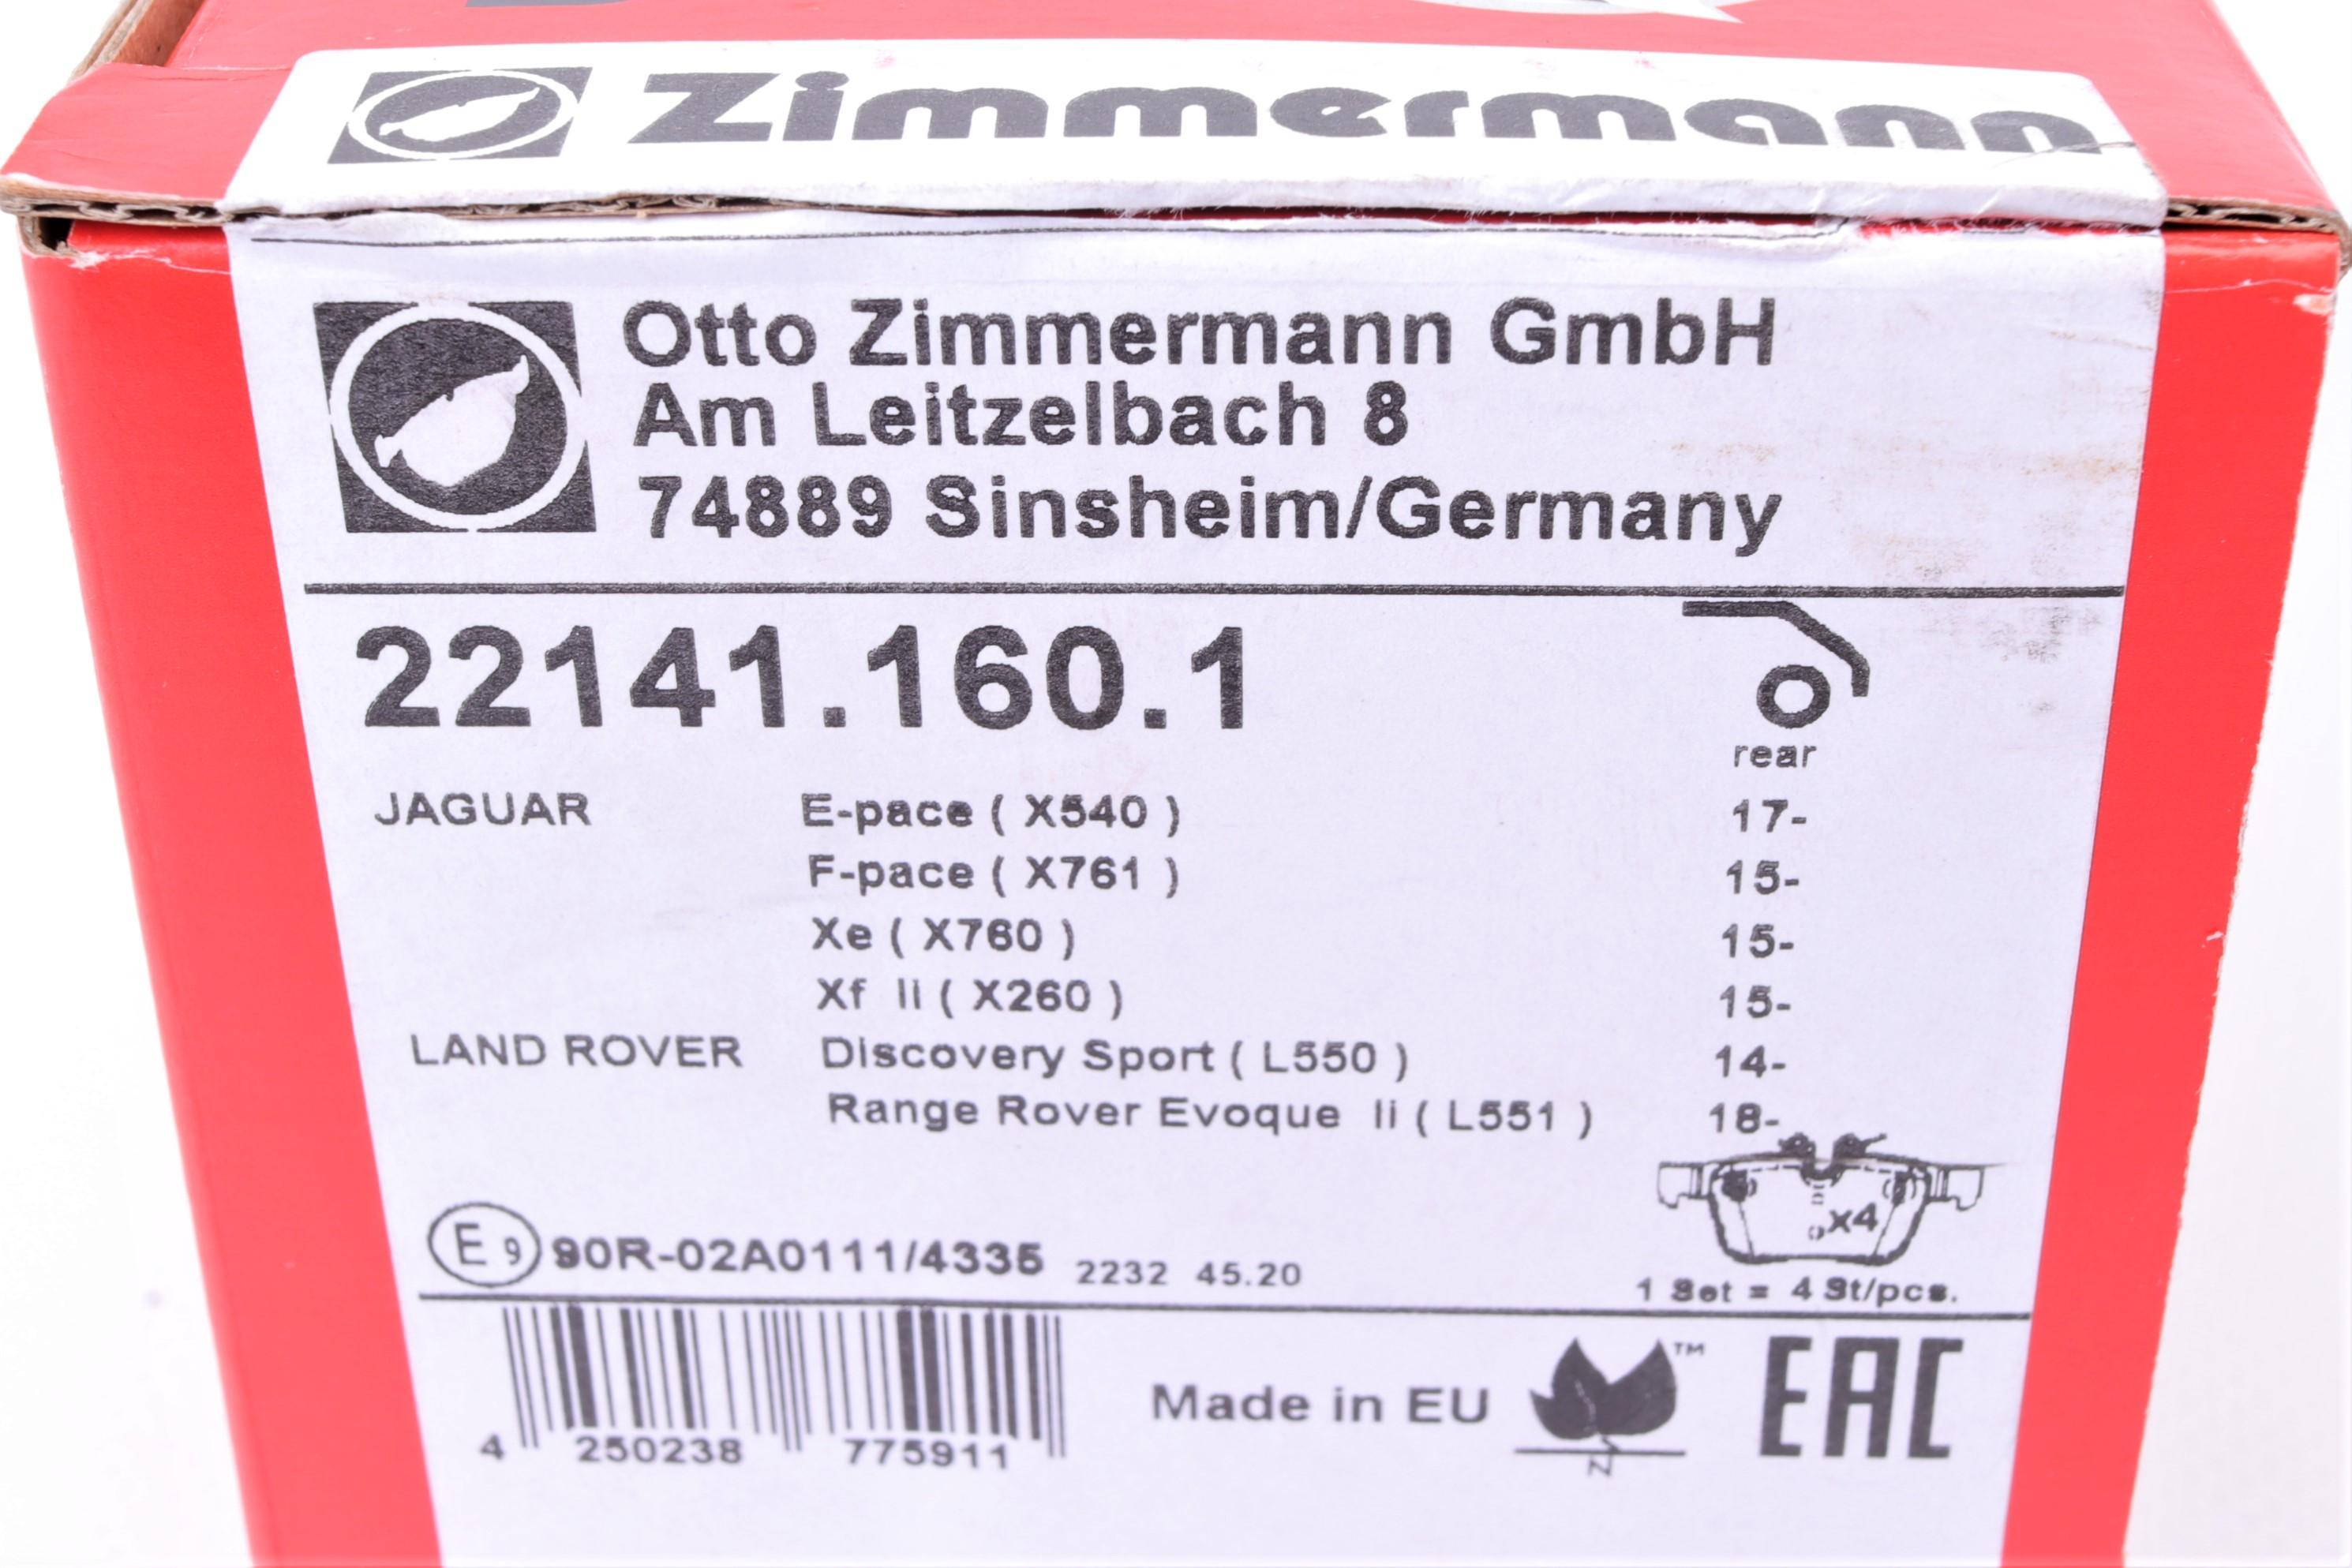 Zimmermann
Otto Zimmermann GmbH
Am Leitzelbach 8
74889 Sinsheim/Germany
22141.160.1
rear
JAGUAR E-pace ( X540 ) 17-
F-pace ( X761 ) 15-
Xe ( X760 ) 15-
Xf Ii ( X260 ) 15-
LAND ROVER Discovery Sport ( L550 ) 14-
Range Rover Evoque Ii ( L551 ) 18-
x4
E9 90R-02A0111/4335 2232 45.20
1 Set = 4 St/pcs.
4 250238 775911
Made in EU
TM
N
EAC